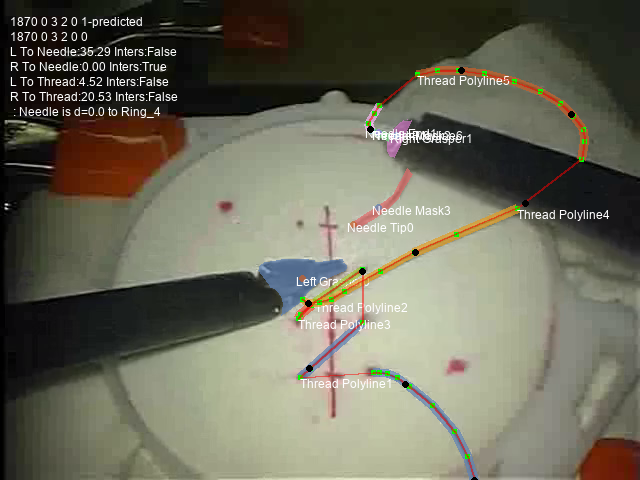 1870 0 3 2 0 1-predicted
1870 0 3 2 0 0
L To Needle:35.29 Inters:False
R To Needle:0.00 Inters:True
L To Thread:4.52 Inters:False
R To Thread:20.53 Inters:False
: Needle is d=0.0 to Ring_4
Thread Polyline5
Right Grasper1
Needle Mask3
Thread Polyline4
Needle Tip0
Left Grasper0
Thread Polyline2
Thread Polyline3
Thread Polyline1